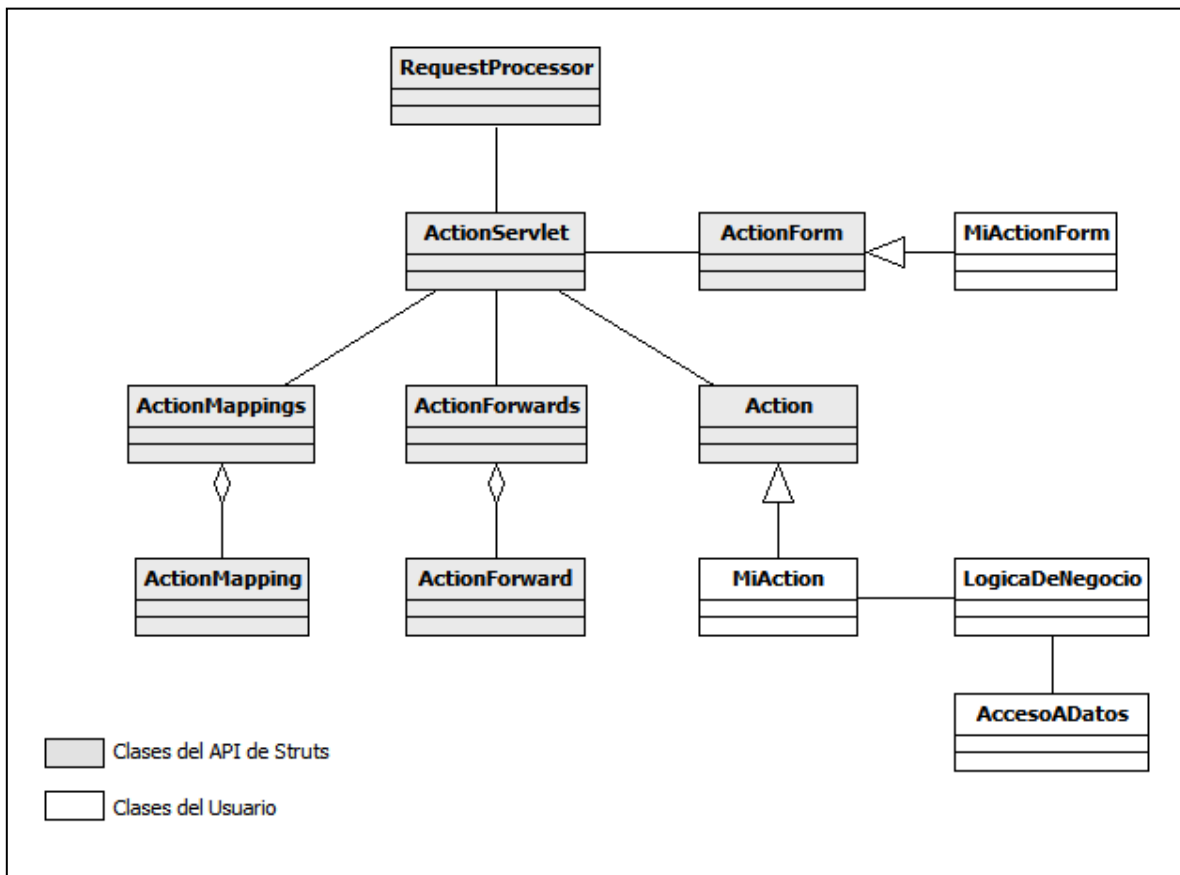 RequestProcessor
ActionServlet
ActionForm
MiActionForm
ActionMappings
ActionForwards
Action
ActionMapping
ActionForward
MiAction
LogicaDeNegocio
AccesoADatos
Clases del API de Struts
Clases del Usuario